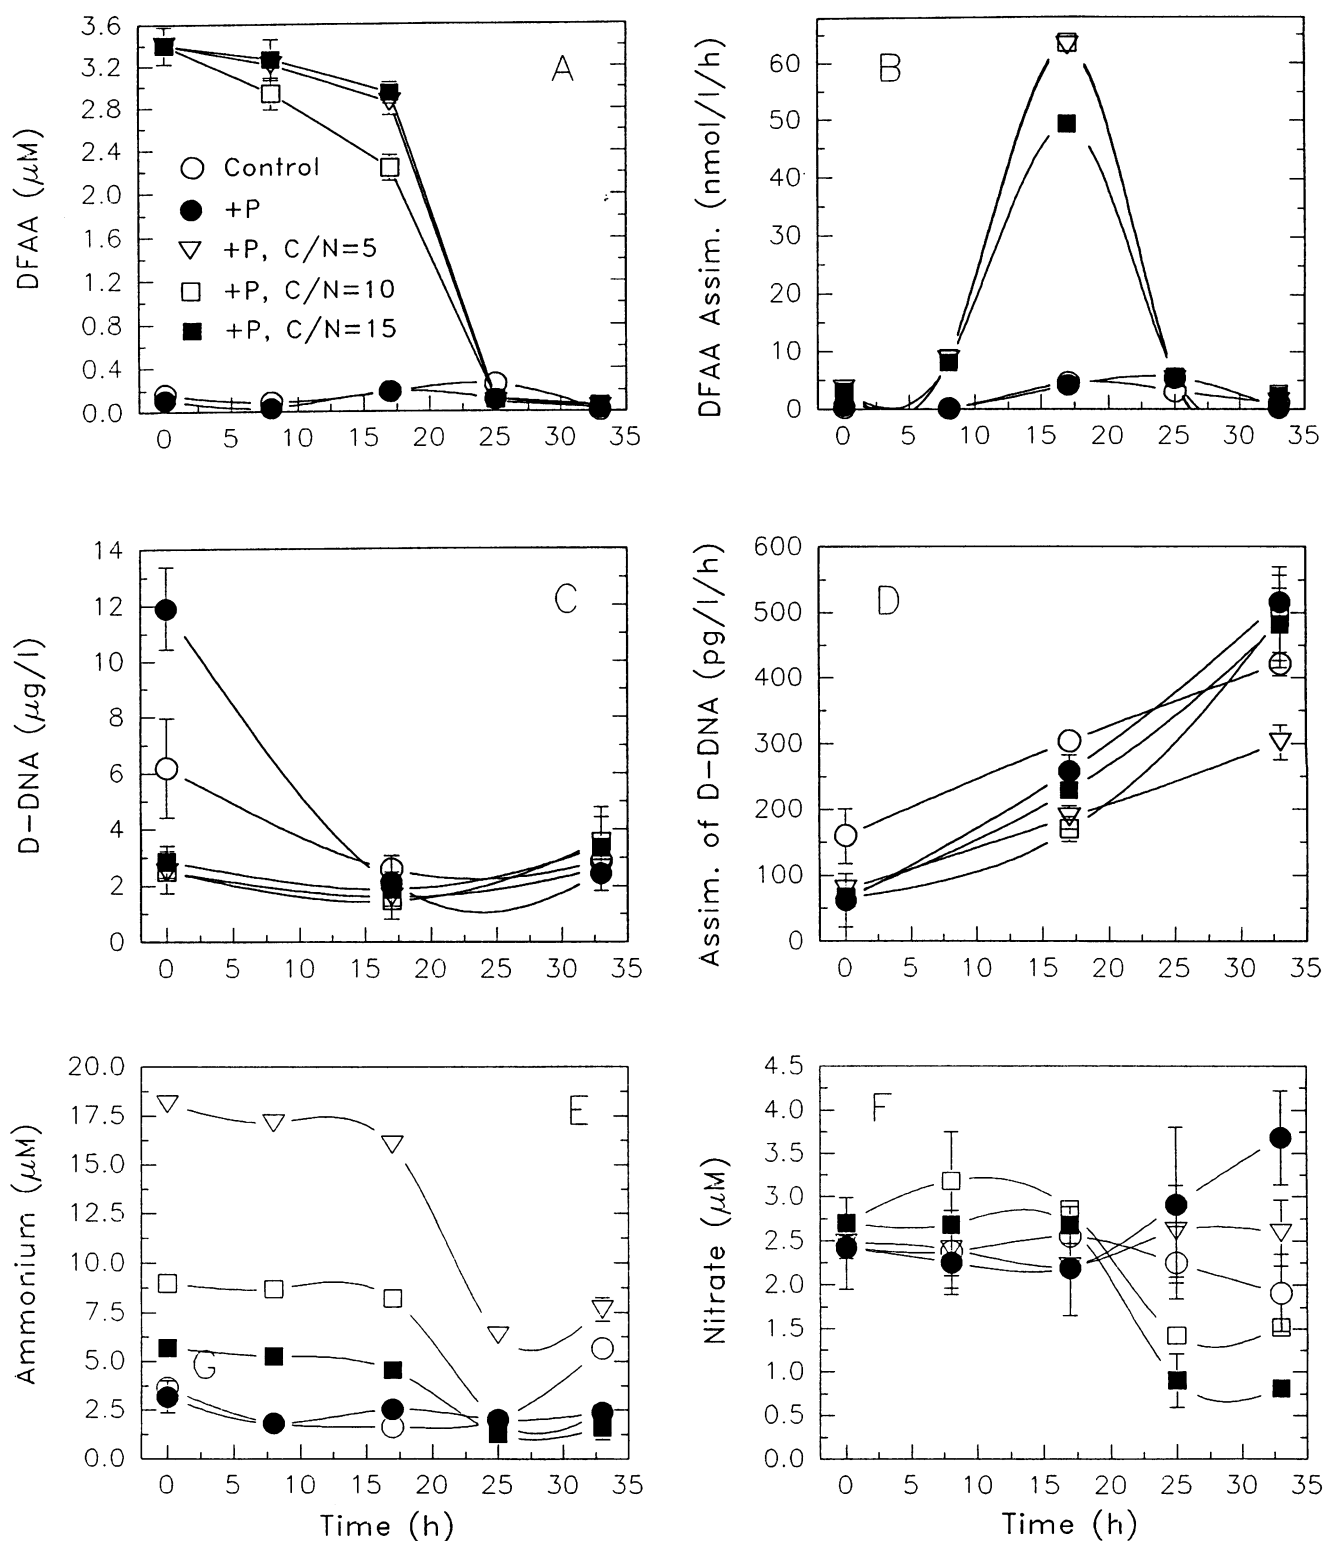 3.6
3.2
2.8
2.4
2.0
1.6
1.2
0.8
0.4
0.0
DFAA (μM)
A
Control
+P
+P, C/N=5
+P, C/N=10
+P, C/N=15
0 5 10 15 20 25 30 35
60
50
40
30
20
10
0
DFAA Assim. (nmol/l/h)
B
0 5 10 15 20 25 30 35
14
12
10
8
6
4
2
0
D-DNA (μg/l)
C
0 5 10 15 20 25 30 35
600
500
400
300
200
100
0
Assim. of D-DNA (pg/l/h)
D
0 5 10 15 20 25 30 35
20.0
17.5
15.0
12.5
10.0
7.5
5.0
2.5
0.0
Ammonium (μM)
E
G
0 5 10 15 20 25 30 35
Time (h)
4.5
4.0
3.5
3.0
2.5
2.0
1.5
1.0
0.5
0.0
Nitrate (μM)
F
0 5 10 15 20 25 30 35
Time (h)